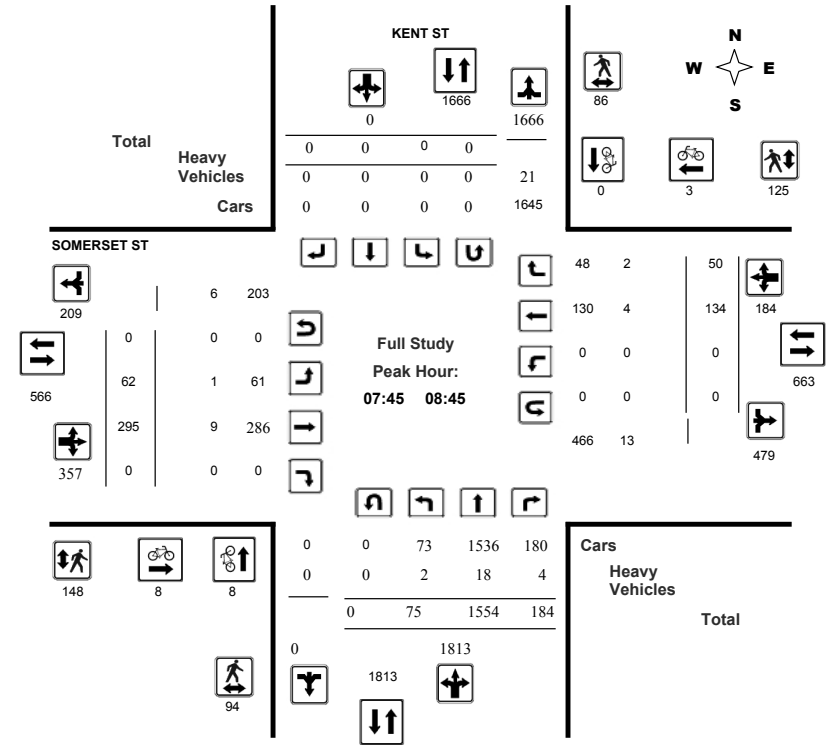 KENT ST
N
W E
S
1666
86
0 1666
Total
0 0 0 0
Heavy
Vehicles
0 0 0 0 21
0 3 125
Cars
0 0 0 0 1645
SOMERSET ST
48 2 50
209
6 203
130 4 134 184
0 0 0
Full Study
0 0 0
566
Peak Hour:
663
62 1 61
07:45 08:45
0 0 0
295 9 286
466 13
479
357
0 0 0
0 0 73 1536 180
Cars
0 0 2 18 4
Heavy
Vehicles
148 8 8
0 75 1554 184
Total
0 1813
1813
94